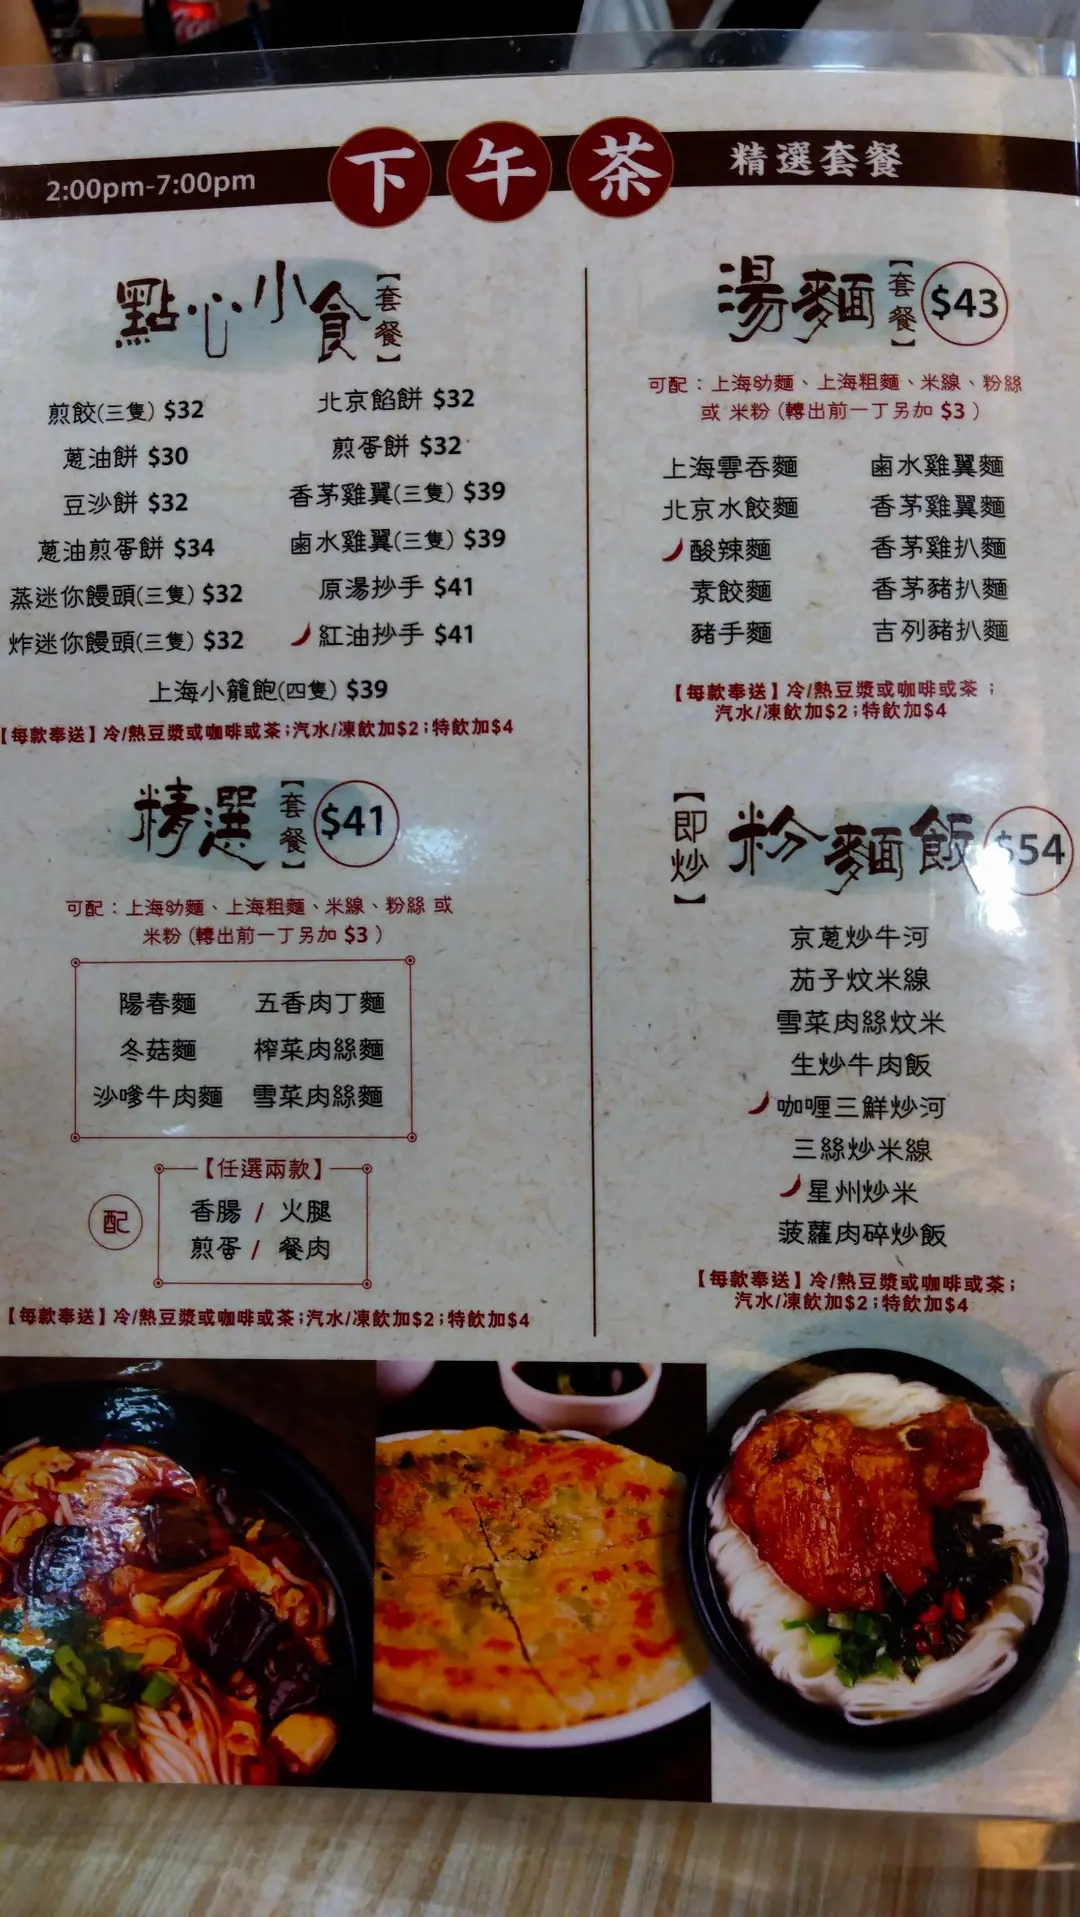 2:00pm-7:00pm 下午茶 精選套餐
點心小食【套餐】
煎餃(三隻) $32
蔥油餅 $30
豆沙餅 $32
蔥油煎蛋餅 $34
蒸迷你饅頭(三隻) $32
炸迷你饅頭(三隻) $32
北京餡餅 $32
煎蛋餅 $32
香茅雞翼(三隻) $39
鹵水雞翼(三隻) $39
原湯抄手 $41
紅油抄手 $41
上海小籠飽(四隻) $39
【每款奉送】冷/熱豆漿或咖啡或茶;汽水/凍飲加$2;特飲加$4
精選【套餐】 $41
可配：上海幼麵、上海粗麵、米線、粉絲 或
米粉 (轉出前一丁另加 $3 )
陽春麵 五香肉丁麵
冬菇麵 榨菜肉絲麵
沙嗲牛肉麵 雪菜肉絲麵
配
【任選兩款】
香腸 / 火腿
煎蛋 / 餐肉
【每款奉送】冷/熱豆漿或咖啡或茶;汽水/凍飲加$2;特飲加$4
湯麵【套餐】 $43
可配：上海幼麵、上海粗麵、米線、粉絲
或 米粉 (轉出前一丁另加 $3 )
上海雲吞麵 鹵水雞翼麵
北京水餃麵 香茅雞翼麵
酸辣麵 香茅雞扒麵
素餃麵 香茅豬扒麵
豬手麵 吉列豬扒麵
【每款奉送】冷/熱豆漿或咖啡或茶；
汽水/凍飲加$2;特飲加$4
【即炒】粉麵飯 $54
京蔥炒牛河
茄子炆米線
雪菜肉絲炆米
生炒牛肉飯
咖喱三鮮炒河
三絲炒米線
星州炒米
菠蘿肉碎炒飯
【每款奉送】冷/熱豆漿或咖啡或茶;
汽水/凍飲加$2;特飲加$4